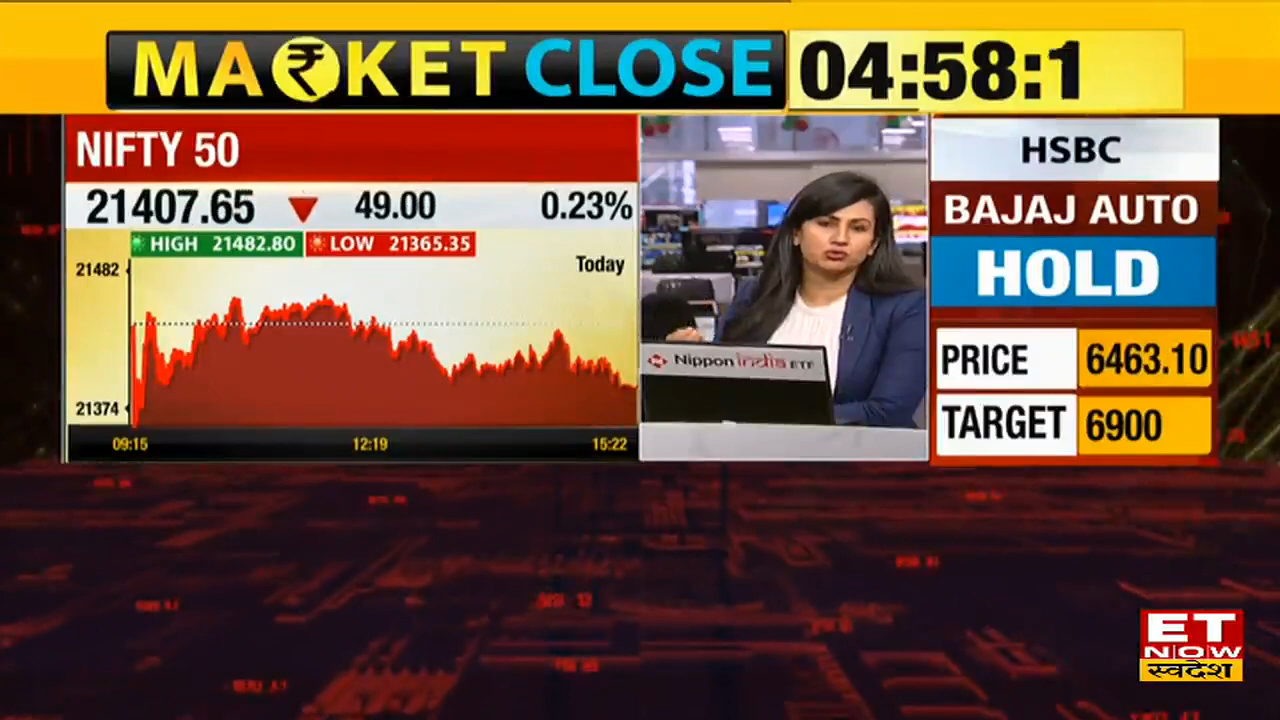 MA₹KET CLOSE 04:58:1
NIFTY 50
21407.65 ▼ 49.00 0.23%
HIGH 21482.80 LOW 21365.35
Today
21482
21374
09:15 12:19 15:22
Nippon india ETF
HSBC
BAJAJ AUTO
HOLD
PRICE 6463.10
TARGET 6900
ET
NOW
स्वदेश